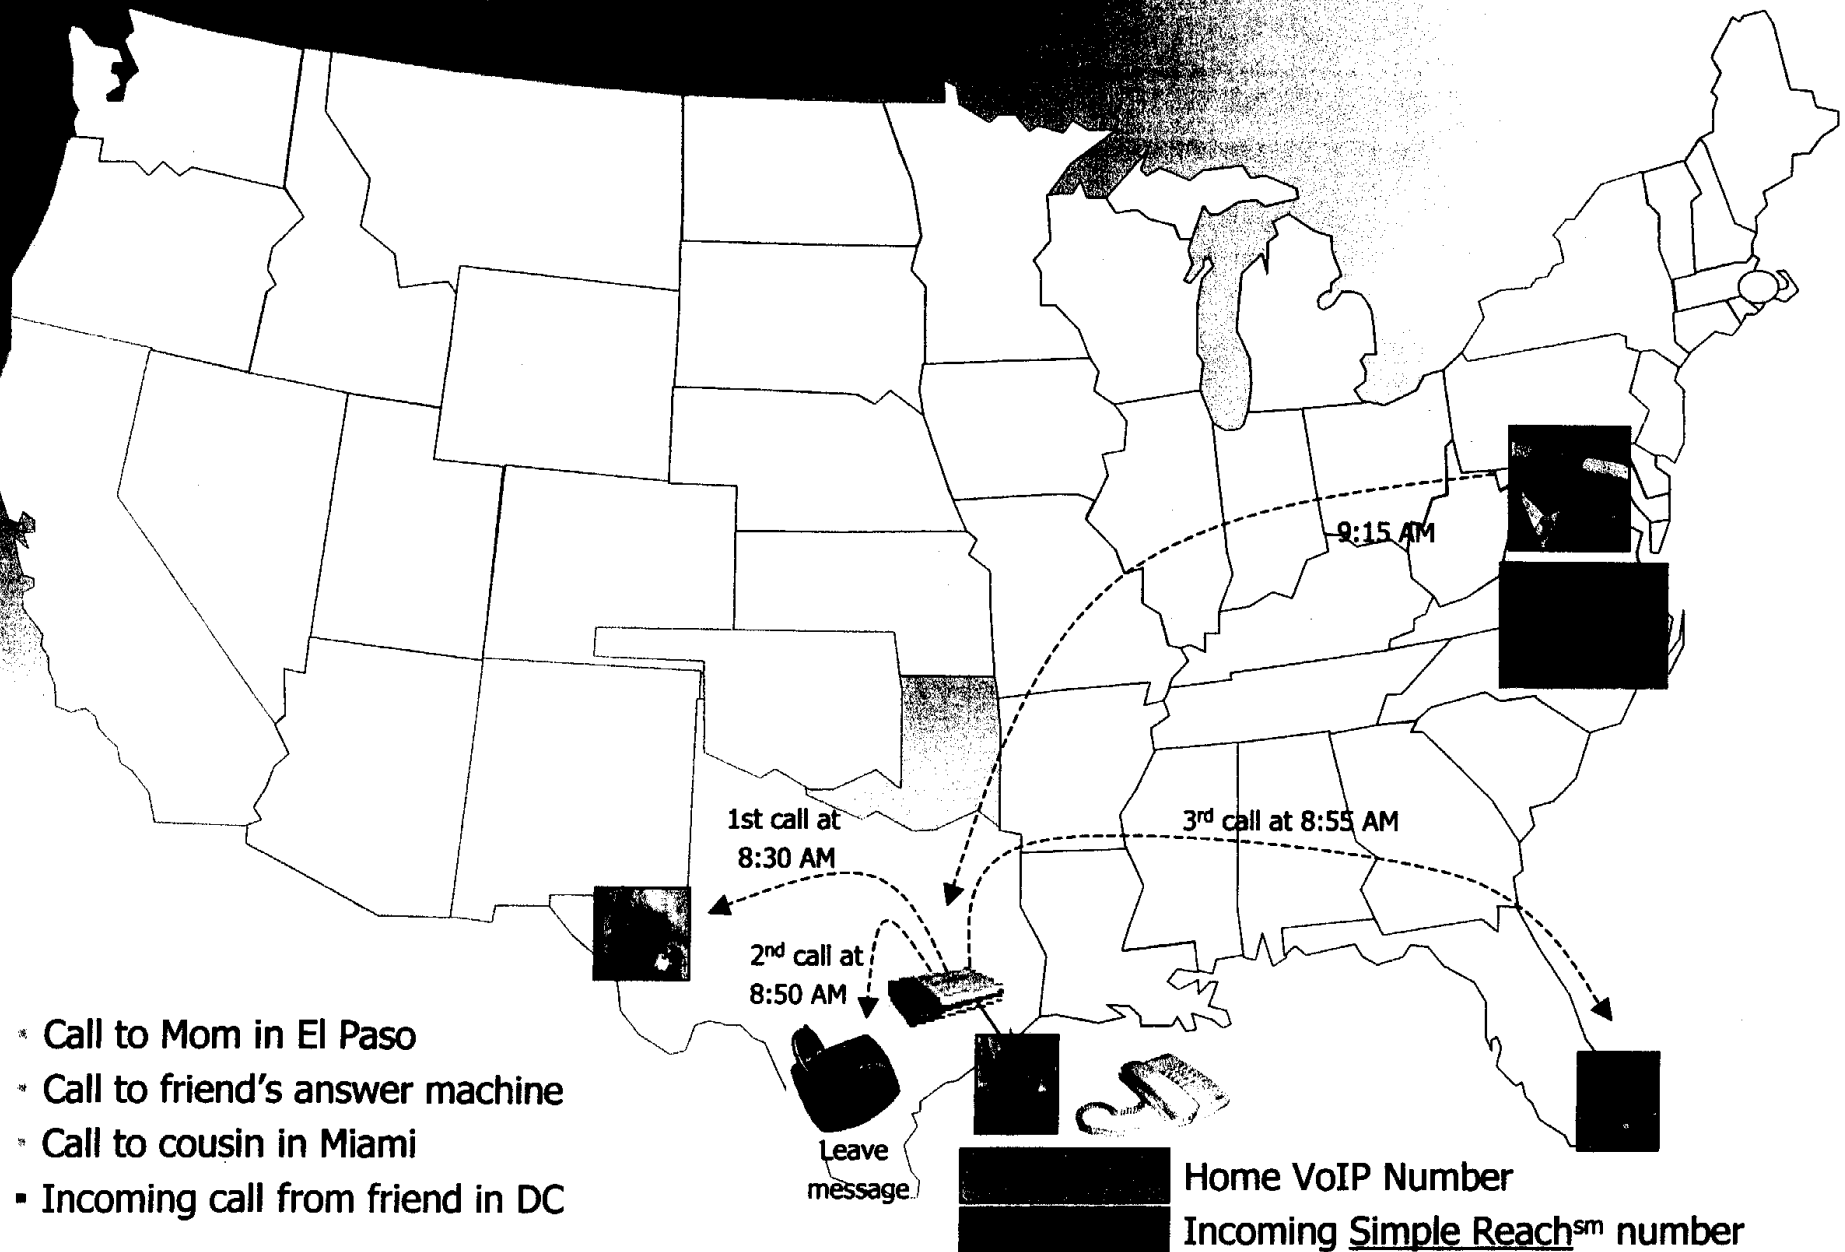 9:15 AM
1st call at
8:30 AM
3rd call at 8:55 AM
2nd call at
8:50 AM
Leave
message
▪ Call to Mom in El Paso
▪ Call to friend's answer machine
▪ Call to cousin in Miami
▪ Incoming call from friend in DC
Home VoIP Number
Incoming Simple Reachsm number